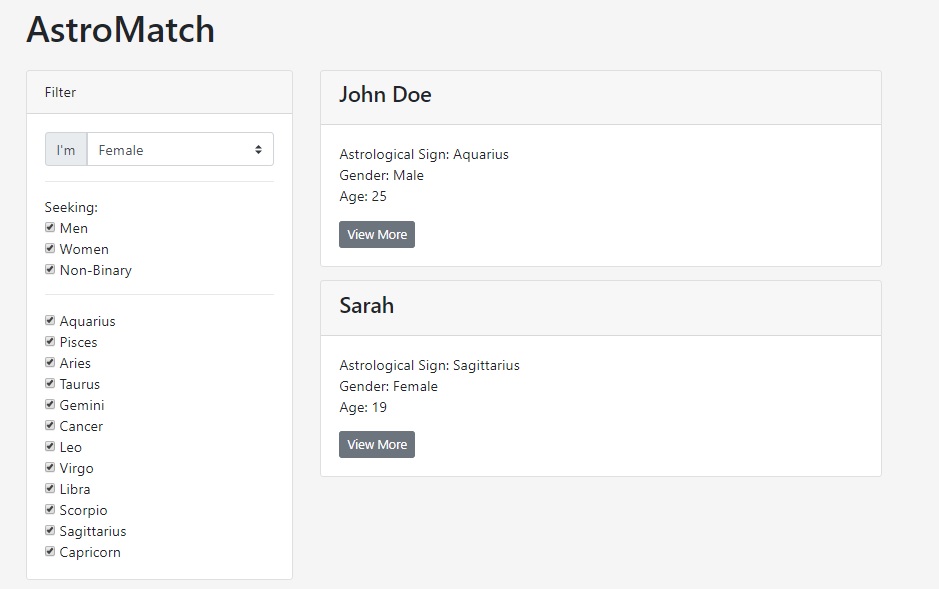 AstroMatch
Filter
I'm Female
Seeking:
Men
Women
Non-Binary
Aquarius
Pisces
Aries
Taurus
Gemini
Cancer
Leo
Virgo
Libra
Scorpio
Sagittarius
Capricorn
John Doe
Astrological Sign: Aquarius
Gender: Male
Age: 25
View More
Sarah
Astrological Sign: Sagittarius
Gender: Female
Age: 19
View More